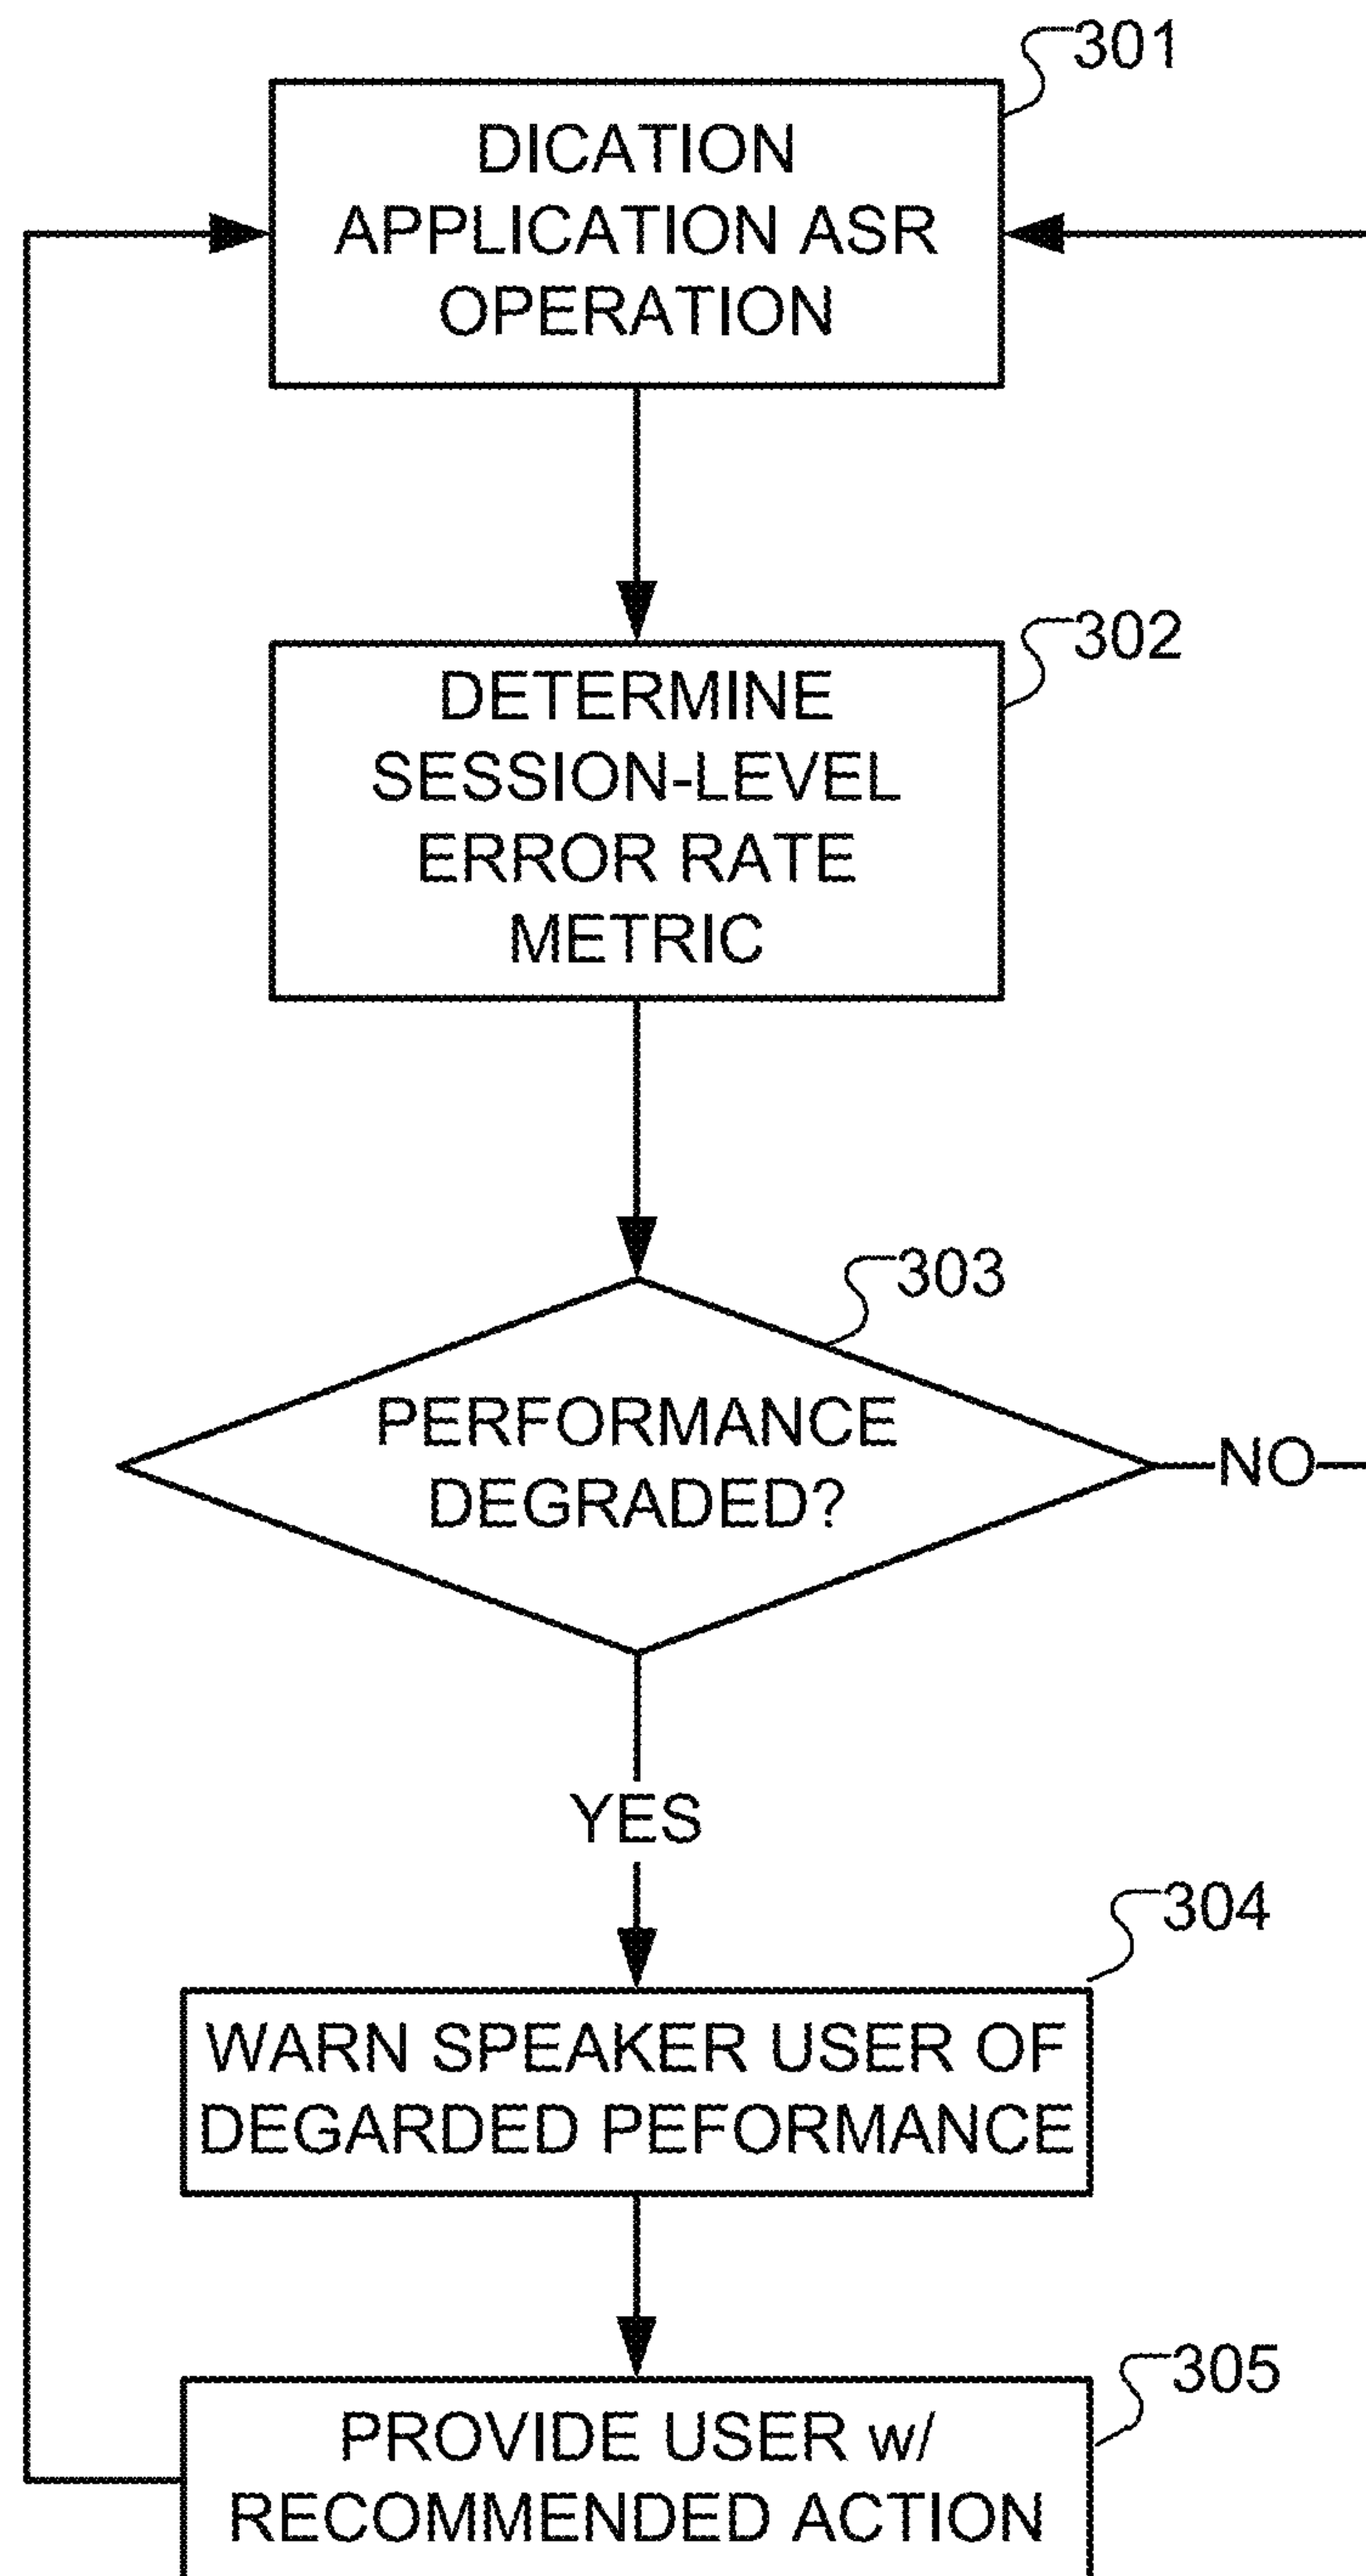 301
DICATION
APPLICATION ASR
OPERATION
302
DETERMINE
SESSION-LEVEL
ERROR RATE
METRIC
303
PERFORMANCE
DEGRADED?
NO
YES
304
WARN SPEAKER USER OF
DEGARDED PEFORMANCE
305
PROVIDE USER w/
RECOMMENDED ACTION